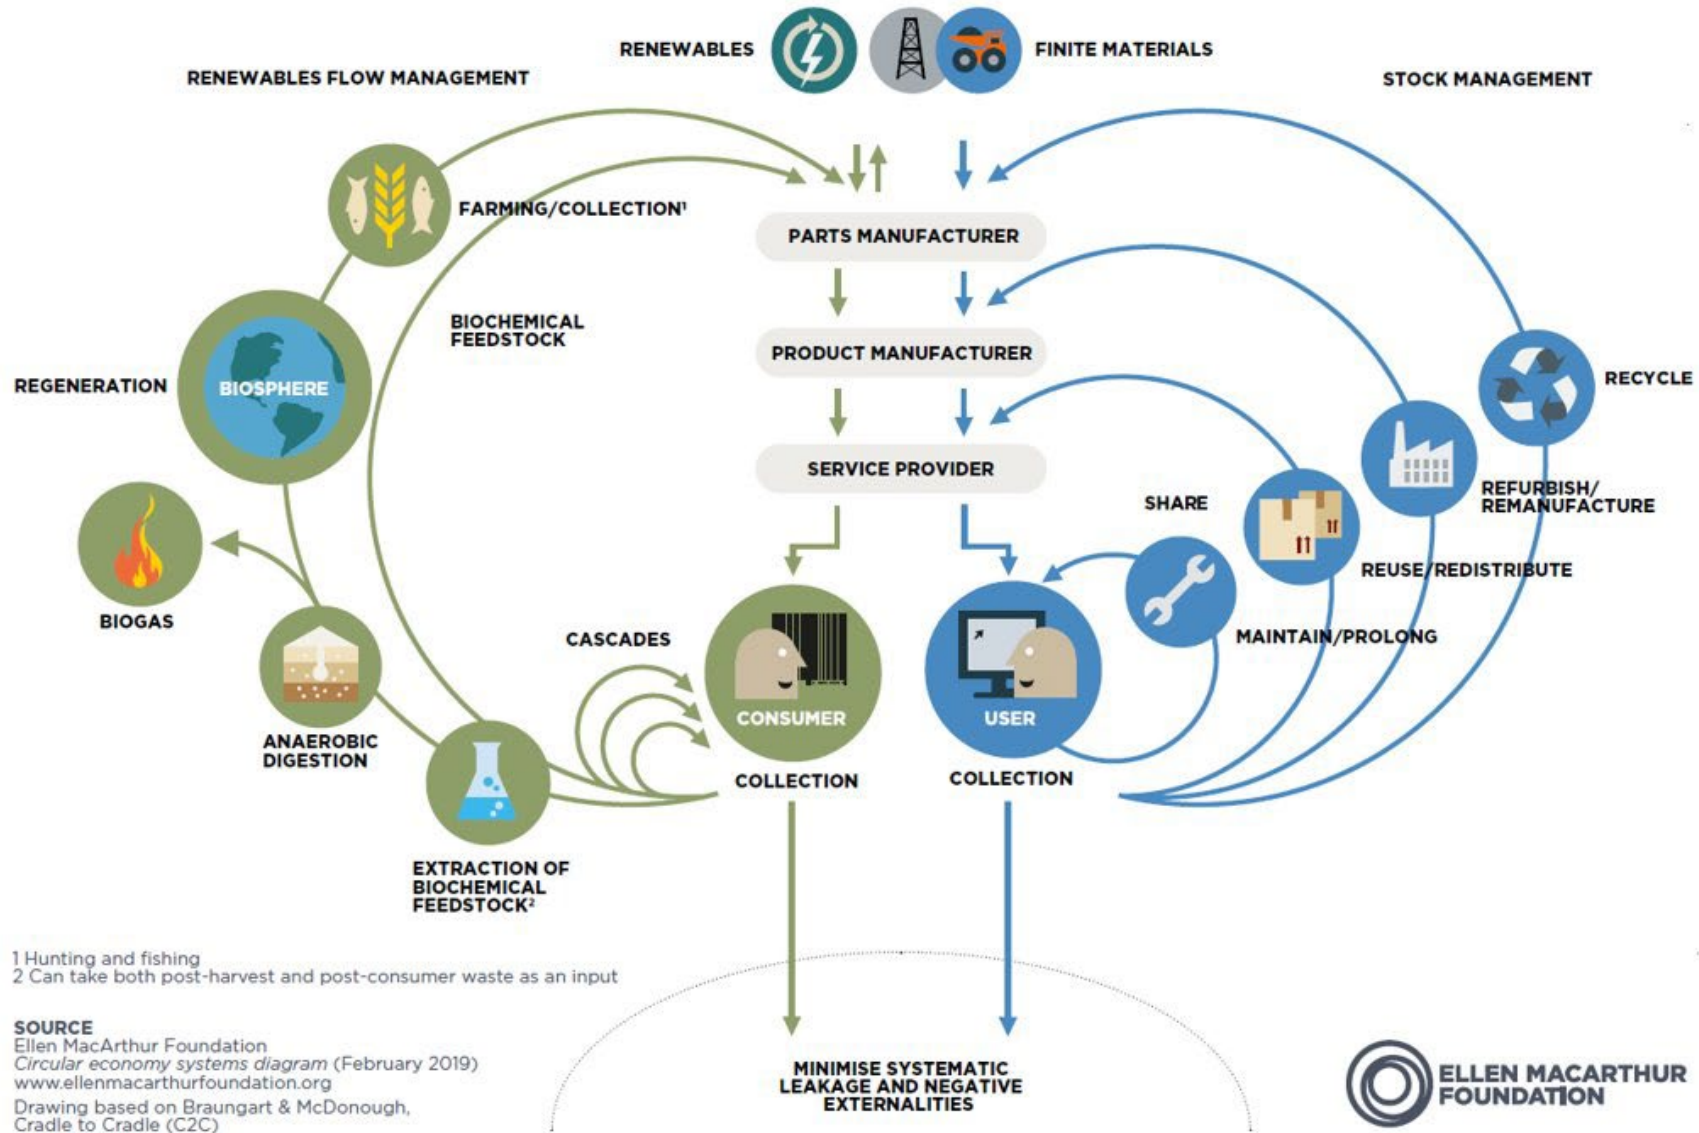 RENEWABLES
FINITE MATERIALS
RENEWABLES FLOW MANAGEMENT
STOCK MANAGEMENT
FARMING/COLLECTION¹
PARTS MANUFACTURER
BIOCHEMICAL
FEEDSTOCK
PRODUCT MANUFACTURER
REGENERATION
BIOSPHERE
RECYCLE
SERVICE PROVIDER
SHARE
REFURBISH/
REMANUFACTURE
REUSE/REDISTRIBUTE
BIOGAS
CASCADES
MAINTAIN/PROLONG
CONSUMER
USER
ANAEROBIC
DIGESTION
COLLECTION
COLLECTION
EXTRACTION OF
BIOCHEMICAL
FEEDSTOCK²
1 Hunting and fishing
2 Can take both post-harvest and post-consumer waste as an input
SOURCE
Ellen MacArthur Foundation
Circular economy systems diagram (February 2019)
www.ellenmacarthurfoundation.org
Drawing based on Braungart & McDonough,
Cradle to Cradle (C2C)
MINIMISE SYSTEMATIC
LEAKAGE AND NEGATIVE
EXTERNALITIES
ELLEN MACARTHUR
FOUNDATION